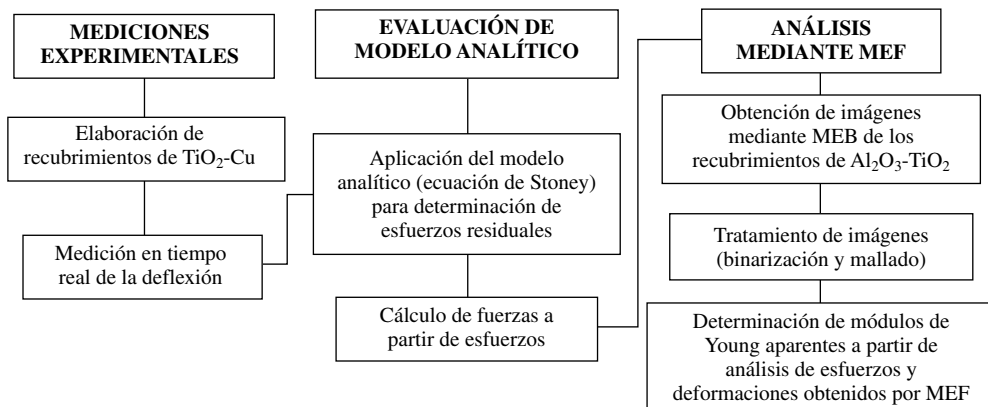 MEDICIONES
EXPERIMENTALES
Elaboración de
recubrimientos de TiO₂-Cu
Medición en tiempo
real de la deflexión
EVALUACIÓN DE
MODELO ANALÍTICO
Aplicación del modelo
analítico (ecuación de Stoney)
para determinación de
esfuerzos residuales
Cálculo de fuerzas a
partir de esfuerzos
ANÁLISIS
MEDIANTE MEF
Obtención de imágenes
mediante MEB de los
recubrimientos de Al₂O₃-TiO₂
Tratamiento de imágenes
(binarización y mallado)
Determinación de módulos de
Young aparentes a partir de
análisis de esfuerzos y
deformaciones obtenidos por MEF